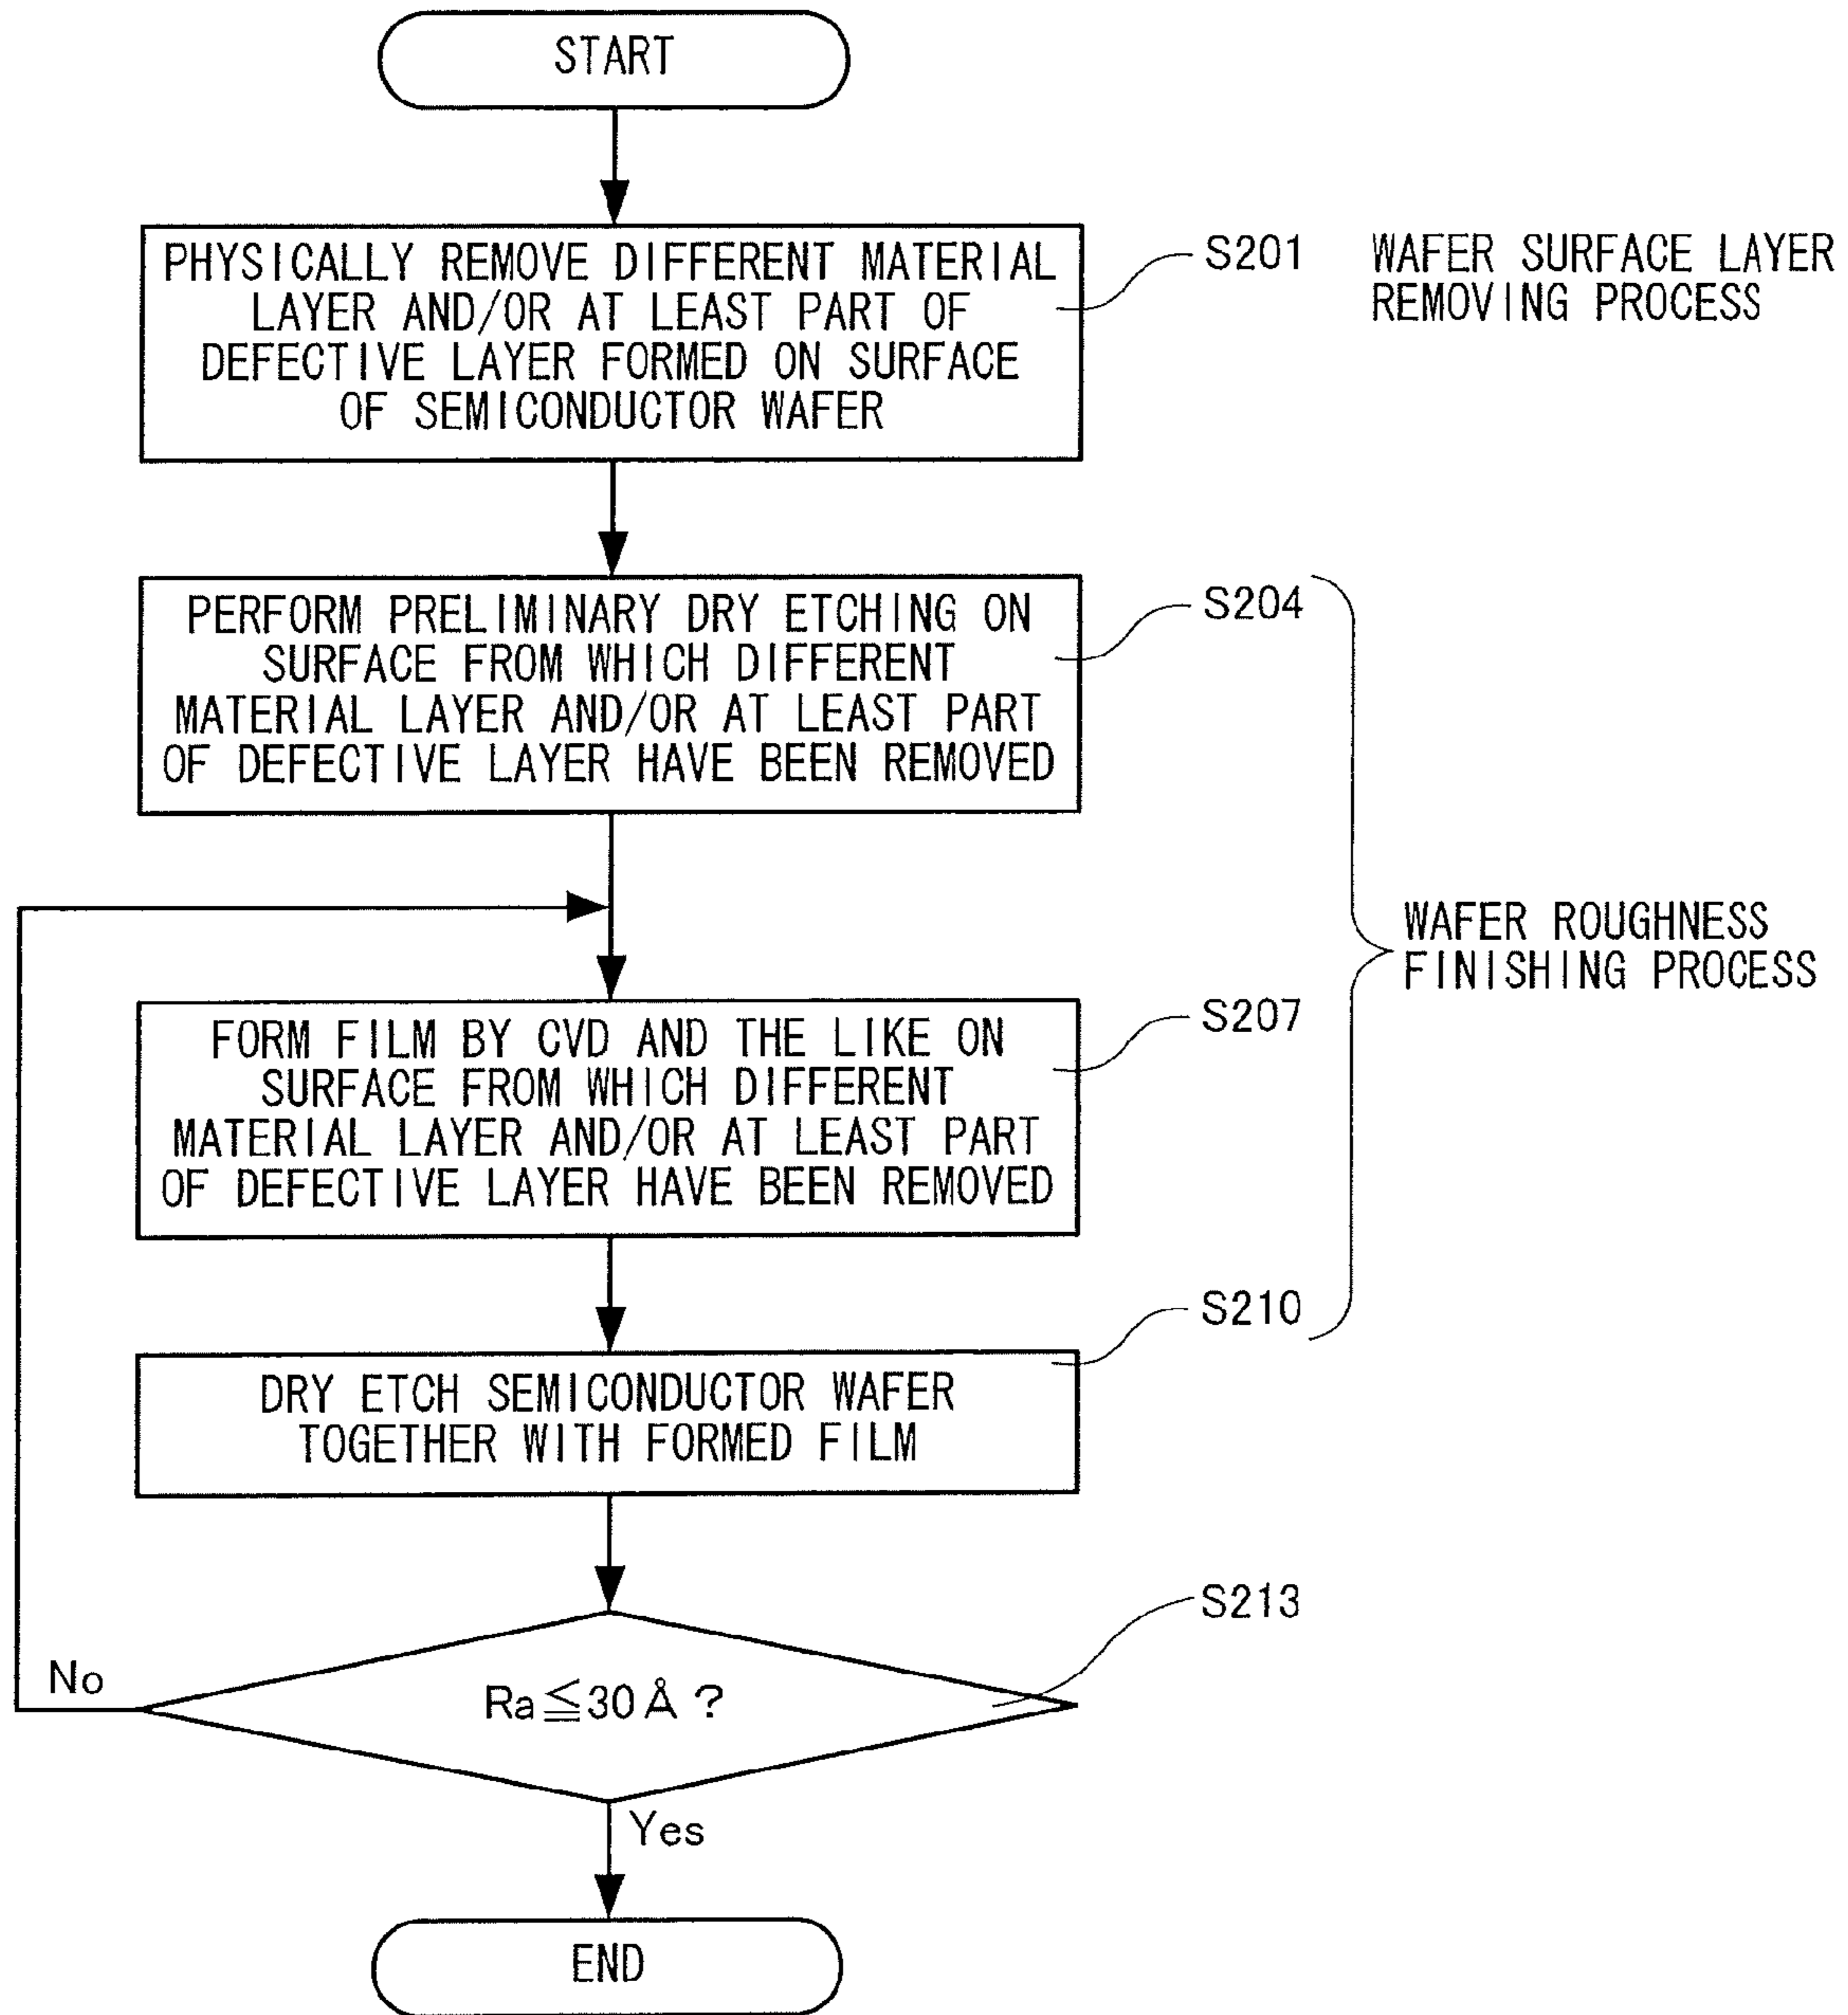 START
PHYSICALLY REMOVE DIFFERENT MATERIAL
LAYER AND/OR AT LEAST PART OF
DEFECTIVE LAYER FORMED ON SURFACE
OF SEMICONDUCTOR WAFER
S201
WAFER SURFACE LAYER
REMOVING PROCESS
PERFORM PRELIMINARY DRY ETCHING ON
SURFACE FROM WHICH DIFFERENT
MATERIAL LAYER AND/OR AT LEAST PART
OF DEFECTIVE LAYER HAVE BEEN REMOVED
S204
WAFER ROUGHNESS
FINISHING PROCESS
FORM FILM BY CVD AND THE LIKE ON
SURFACE FROM WHICH DIFFERENT
MATERIAL LAYER AND/OR AT LEAST PART
OF DEFECTIVE LAYER HAVE BEEN REMOVED
S207
S210
DRY ETCH SEMICONDUCTOR WAFER
TOGETHER WITH FORMED FILM
S213
No
Ra≦30Å?
Yes
END